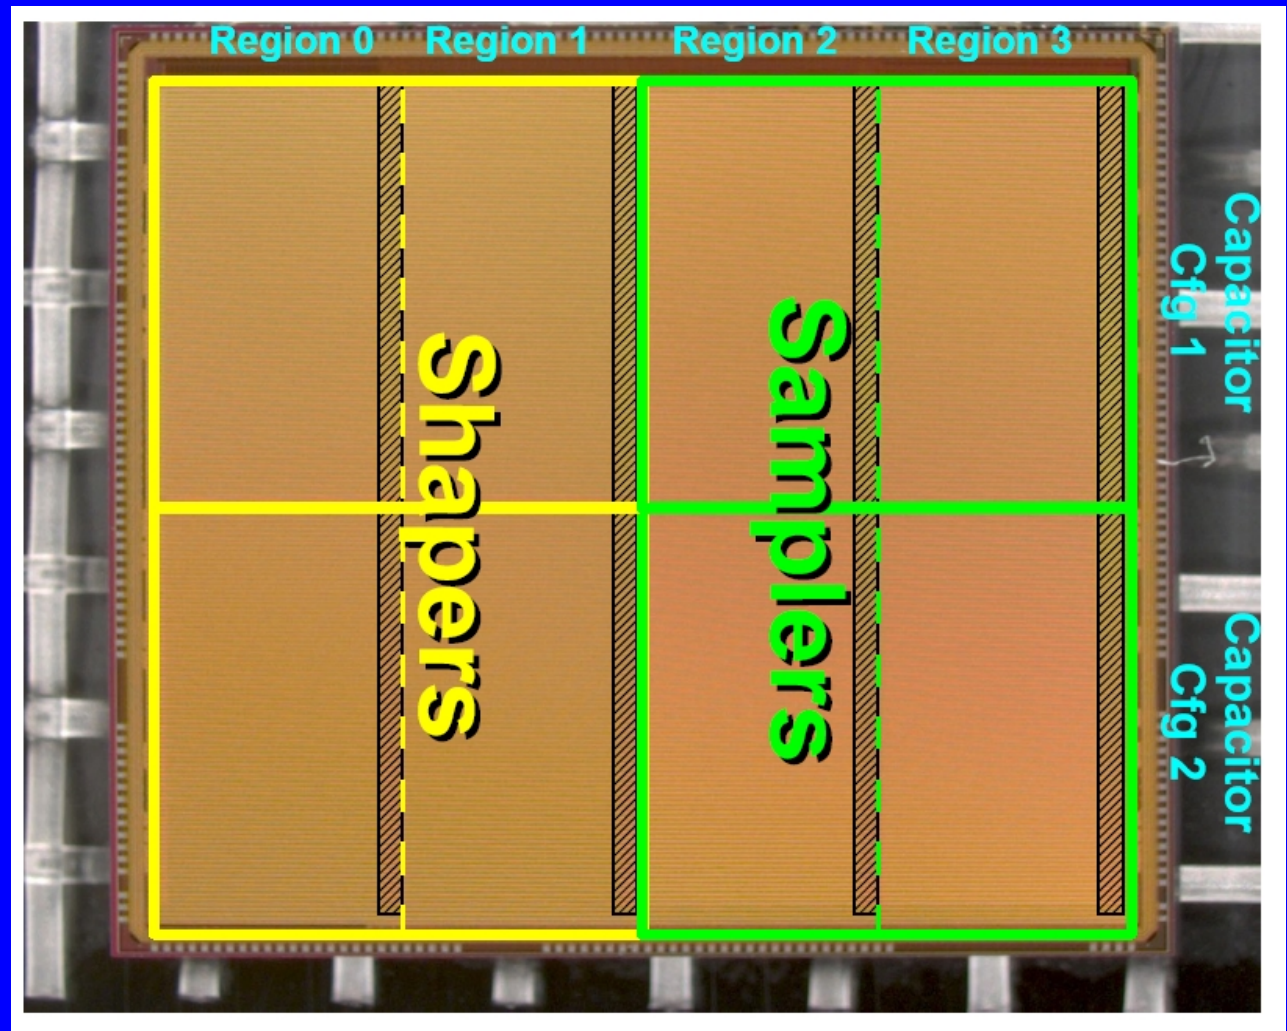 Region 0
Region 1
Region 2
Region 3
Shapers
Samplers
Capacitor
Cfg 1
Capacitor
Cfg 2